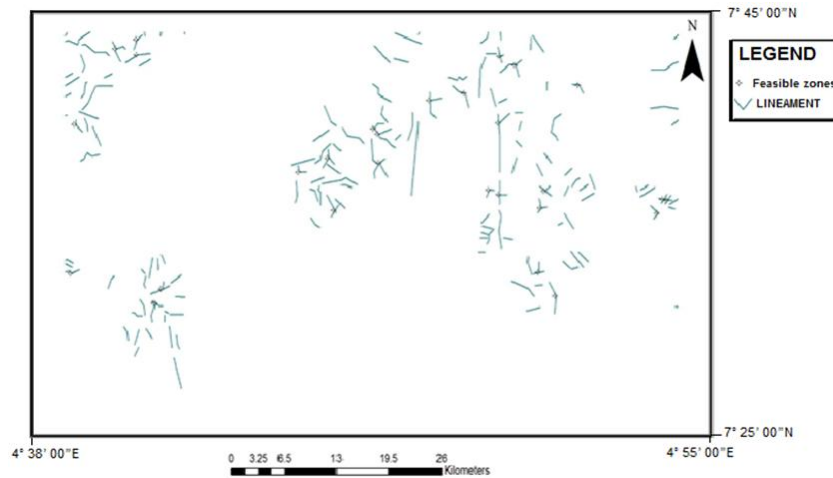 7° 45' 00"N
N
LEGEND
Feasible zones
LINEAMENT
7° 25' 00"N
4° 38' 00"E
4° 55' 00"E
0 3.25 6.5 13 19.5 26
Kilometers